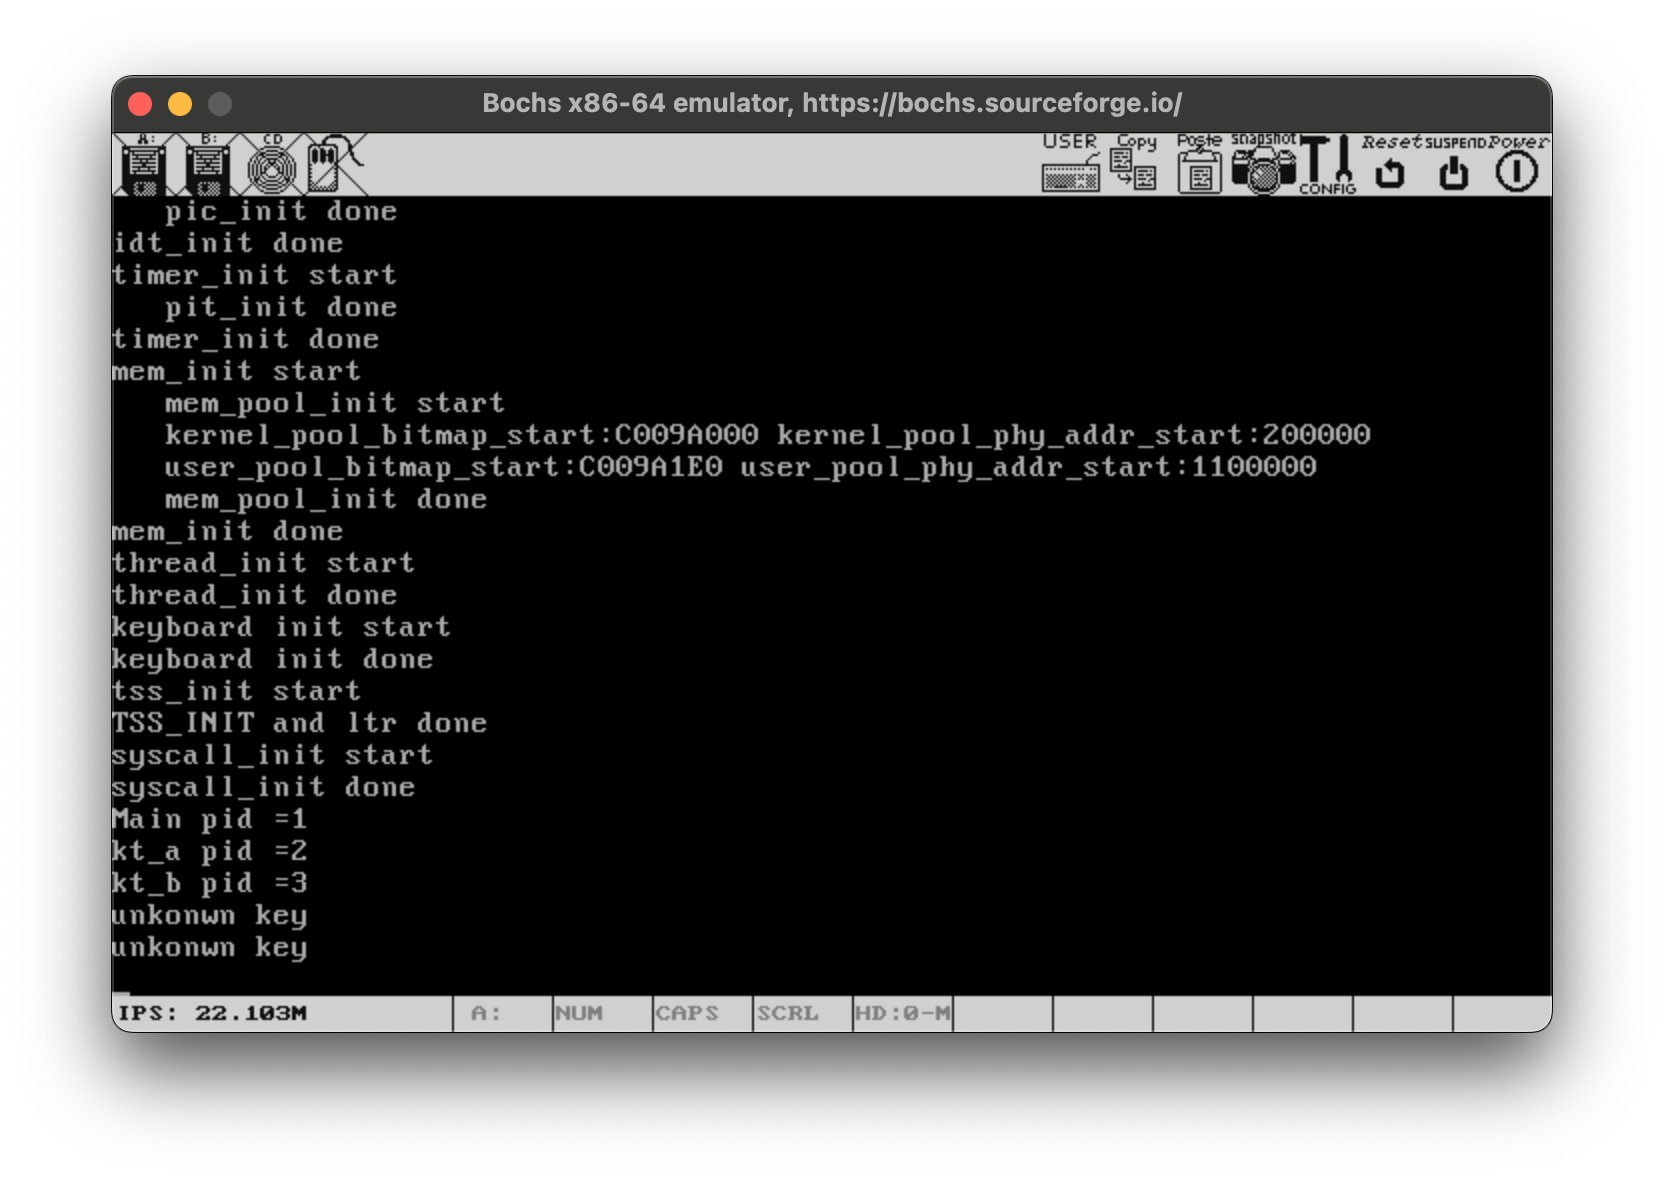 Bochs x86-64 emulator, https://bochs.sourceforge.io/
A: B: CD USER Copy Paste snapshot CONFIG Reset SUSPEND Power
pic_init done
idt_init done
timer_init start
pit_init done
timer_init done
mem_init start
mem_pool_init start
kernel_pool_bitmap_start:C009A000 kernel_pool_phy_addr_start:200000
user_pool_bitmap_start:C009A1E0 user_pool_phy_addr_start:1100000
mem_pool_init done
mem_init done
thread_init start
thread_init done
keyboard init start
keyboard init done
tss_init start
TSS_INIT and ltr done
syscall_init start
syscall_init done
Main pid =1
kt_a pid =2
kt_b pid =3
unkonwn key
unkonwn key
IPS: 22.103M A: NUM CAPS SCRL HD:0-M